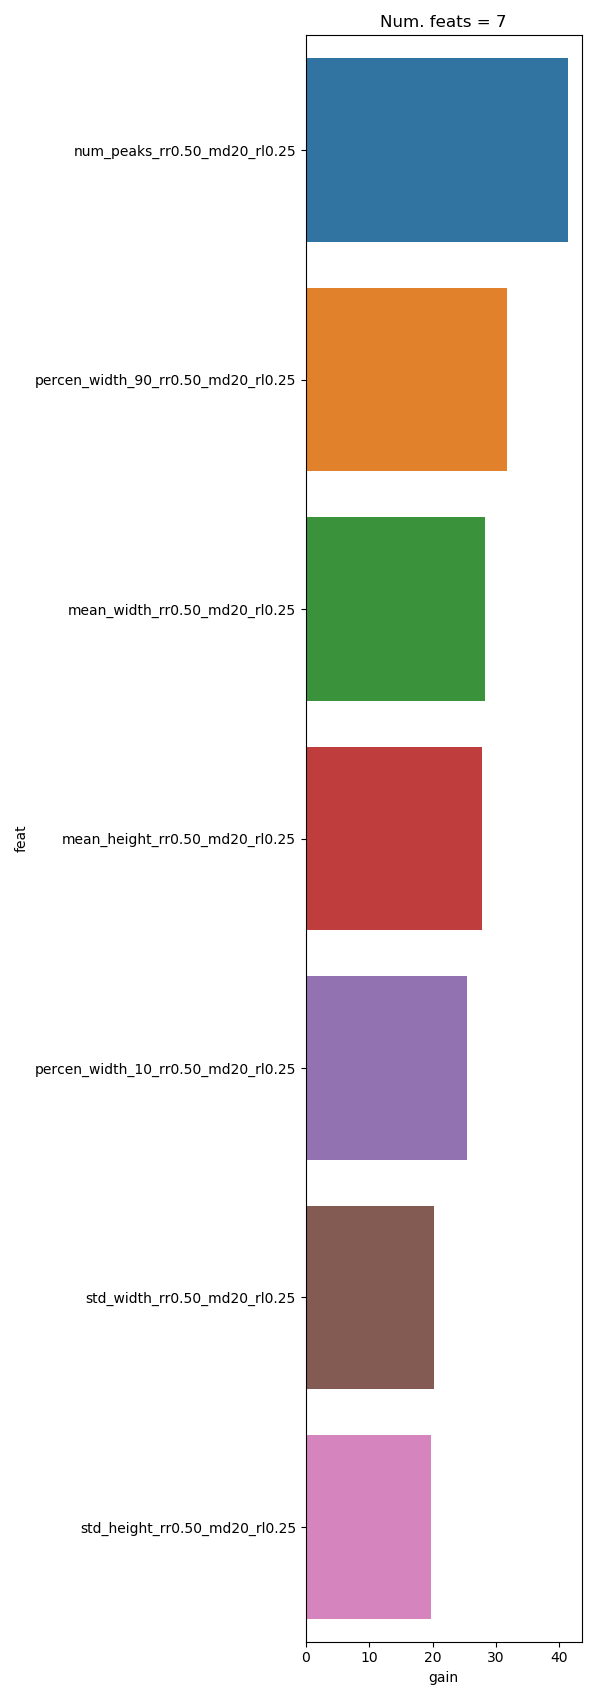 Num. feats = 7
num_peaks_rr0.50_md20_rl0.25
percen_width_90_rr0.50_md20_rl0.25
mean_width_rr0.50_md20_rl0.25
mean_height_rr0.50_md20_rl0.25
feat
percen_width_10_rr0.50_md20_rl0.25
std_width_rr0.50_md20_rl0.25
std_height_rr0.50_md20_rl0.25
0 10 20 30 40
gain